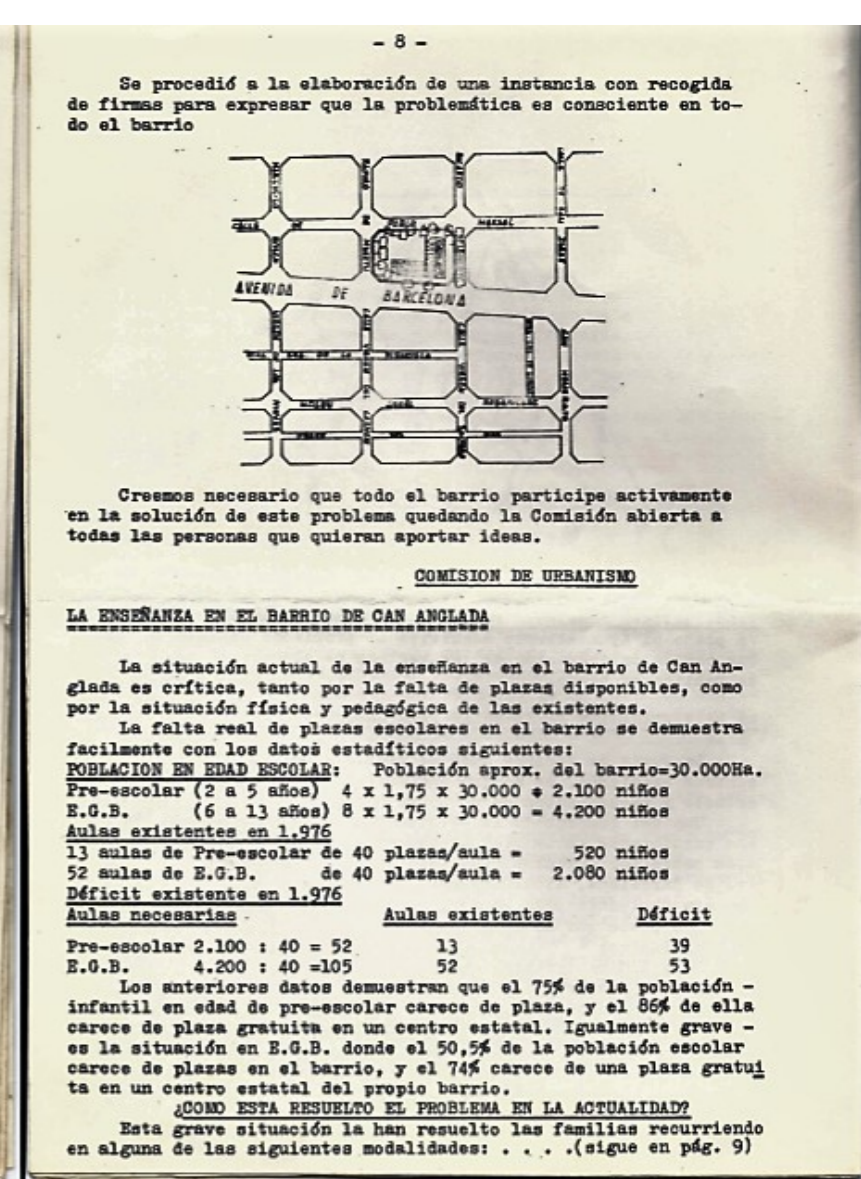 - 8 -
Se procedió a la elaboración de una instancia con recogida
de firmas para expresar que la problemática es consciente en to-
do el barrio
CALLE DE PABLO
AVENIDA DE BARCELONA
Creemos necesario que todo el barrio participe activamente
en la solución de este problema quedando la Comisión abierta a
todas las personas que quieran aportar ideas.
COMISION DE URBANISMO
LA ENSEÑANZA EN EL BARRIO DE CAN ANGLADA
La situación actual de la enseñanza en el barrio de Can An-
glada es crítica, tanto por la falta de plazas disponibles, como
por la situación física y pedagógica de las existentes.
La falta real de plazas escolares en el barrio se demuestra
facilmente con los datos estadíticos siguientes:
POBLACION EN EDAD ESCOLAR: Población aprox. del barrio=30.000Ha.
Pre-escolar (2 a 5 años) 4 x 1,75 x 30.000 = 2.100 niños
E.G.B. (6 a 13 años) 8 x 1,75 x 30.000 = 4.200 niños
Aulas existentes en 1.976
13 aulas de Pre-escolar de 40 plazas/aula = 520 niños
52 aulas de E.G.B. de 40 plazas/aula = 2.080 niños
Déficit existente en 1.976
Aulas necesarias Aulas existentes Déficit
Pre-escolar 2.100 : 40 = 52 13 39
E.G.B. 4.200 : 40 =105 52 53
Los anteriores datos demuestran que el 75% de la población -
infantil en edad de pre-escolar carece de plaza, y el 86% de ella
carece de plaza gratuita en un centro estatal. Igualmente grave -
es la situación en E.G.B. donde el 50,5% de la población escolar
carece de plazas en el barrio, y el 74% carece de una plaza gratui
ta en un centro estatal del propio barrio.
¿COMO ESTA RESUELTO EL PROBLEMA EN LA ACTUALIDAD?
Esta grave situación la han resuelto las familias recurriendo
en alguna de las siguientes modalidades: . . . .(sigue en pág. 9)